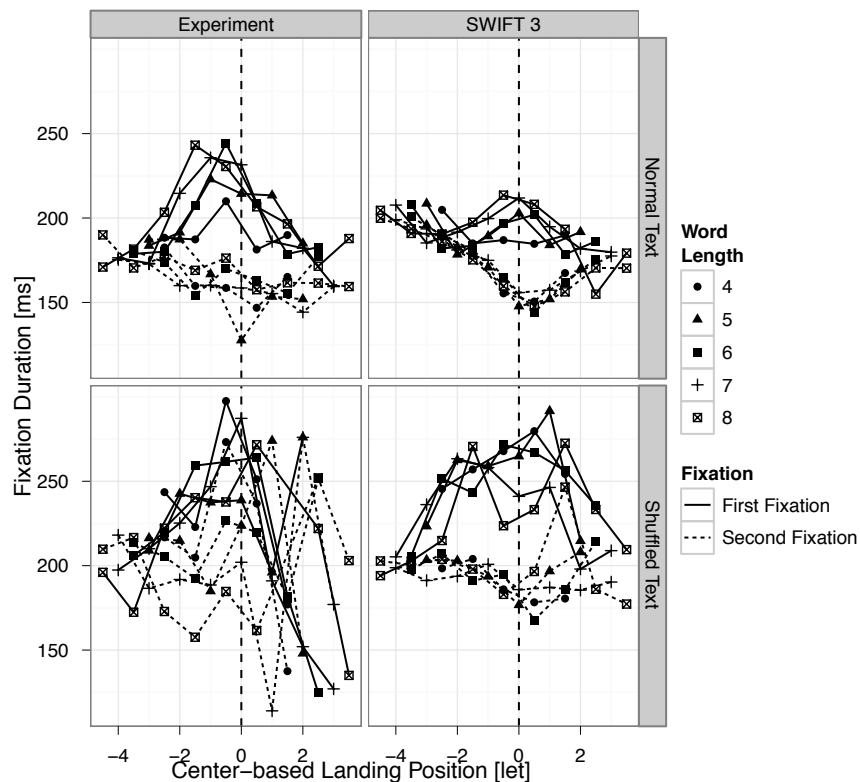 Experiment
SWIFT 3
Fixation Duration [ms]
250
200
150
Normal Text
250
200
150
Shuffled Text
−4
−2
0
2
−4
−2
0
2
Center−based Landing Position [let]
Word
Length
4
5
6
7
8
Fixation
First Fixation
Second Fixation